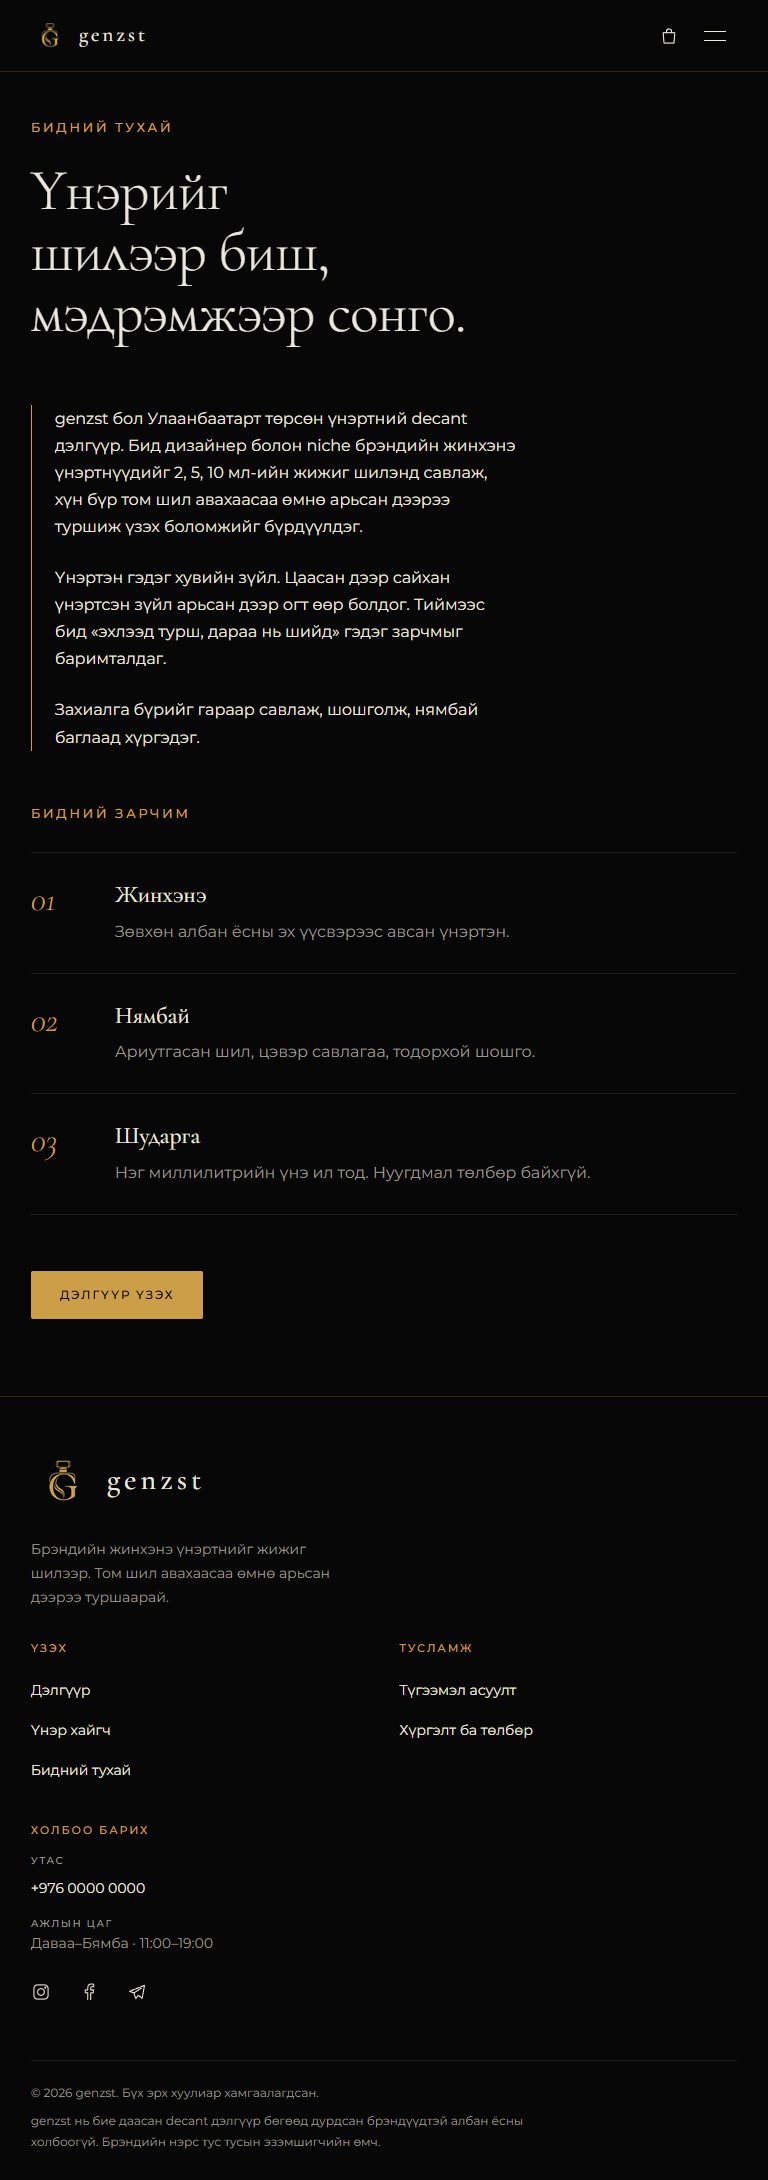 genzst
БИДНИЙ ТУХАЙ
Үнэрийг
шилээр биш,
мэдрэмжээр сонго.
genzst бол Улаанбаатарт төрсөн үнэртний decant
дэлгүүр. Бид дизайнер болон niche брэндийн жинхэнэ
үнэртнүүдийг 2, 5, 10 мл-ийн жижиг шилэнд савлаж,
хүн бүр том шил авахаасаа өмнө арьсан дээрээ
туршиж үзэх боломжийг бүрдүүлдэг.
Үнэртэн гэдэг хувийн зүйл. Цаасан дээр сайхан
үнэртсэн зүйл арьсан дээр огт өөр болдог. Тиймээс
бид «эхлээд турш, дараа нь шийд» гэдэг зарчмыг
баримталдаг.
Захиалга бүрийг гараар савлаж, шошголж, нямбай
баглаад хүргэдэг.
БИДНИЙ ЗАРЧИМ
01
Жинхэнэ
Зөвхөн албан ёсны эх үүсвэрээс авсан үнэртэн.
02
Нямбай
Ариутгасан шил, цэвэр савлагаа, тодорхой шошго.
03
Шударга
Нэг миллилитрийн үнэ ил тод. Нуугдмал төлбөр байхгүй.
ДЭЛГҮҮР ҮЗЭХ
genzst
Брэндийн жинхэнэ үнэртнийг жижиг
шилээр. Том шил авахаасаа өмнө арьсан
дээрээ туршаарай.
ҮЗЭХ
Дэлгүүр
Үнэр хайгч
Бидний тухай
ТУСЛАМЖ
Түгээмэл асуулт
Хүргэлт ба төлбөр
ХОЛБОО БАРИХ
УТАС
+976 0000 0000
АЖЛЫН ЦАГ
Даваа–Бямба · 11:00–19:00
© 2026 genzst. Бүх эрх хуулиар хамгаалагдсан.
genzst нь бие даасан decant дэлгүүр бөгөөд дурдсан брэндүүдтэй албан ёсны
холбоогүй. Брэндийн нэрс тус тусын эзэмшигчийн өмч.